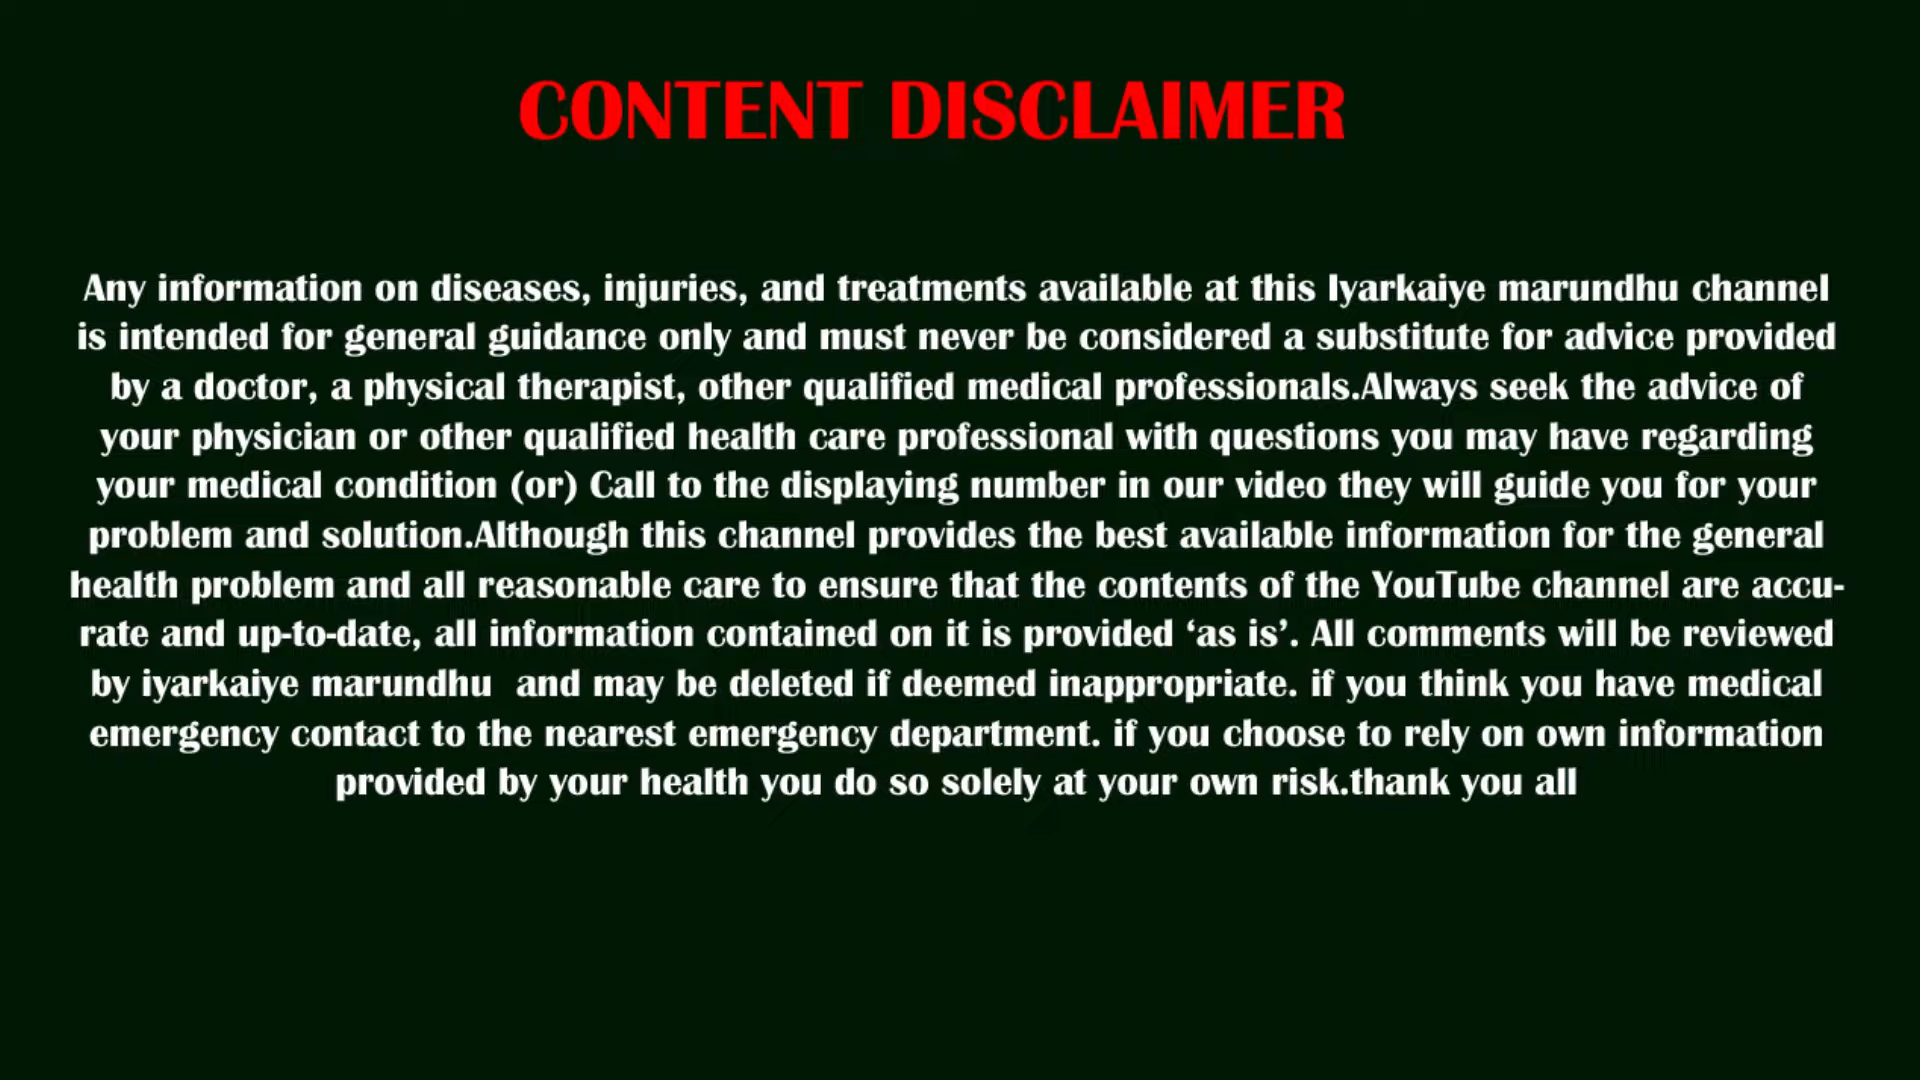 CONTENT DISCLAIMER
Any information on diseases, injuries, and treatments available at this Iyarkaiye marundhu channel
is intended for general guidance only and must never be considered a substitute for advice provided
by a doctor, a physical therapist, other qualified medical professionals.Always seek the advice of
your physician or other qualified health care professional with questions you may have regarding
your medical condition (or) Call to the displaying number in our video they will guide you for your
problem and solution.Although this channel provides the best available information for the general
health problem and all reasonable care to ensure that the contents of the YouTube channel are accu-
rate and up-to-date, all information contained on it is provided ‘as is’. All comments will be reviewed
by iyarkaiye marundhu  and may be deleted if deemed inappropriate. if you think you have medical
emergency contact to the nearest emergency department. if you choose to rely on own information
provided by your health you do so solely at your own risk.thank you all